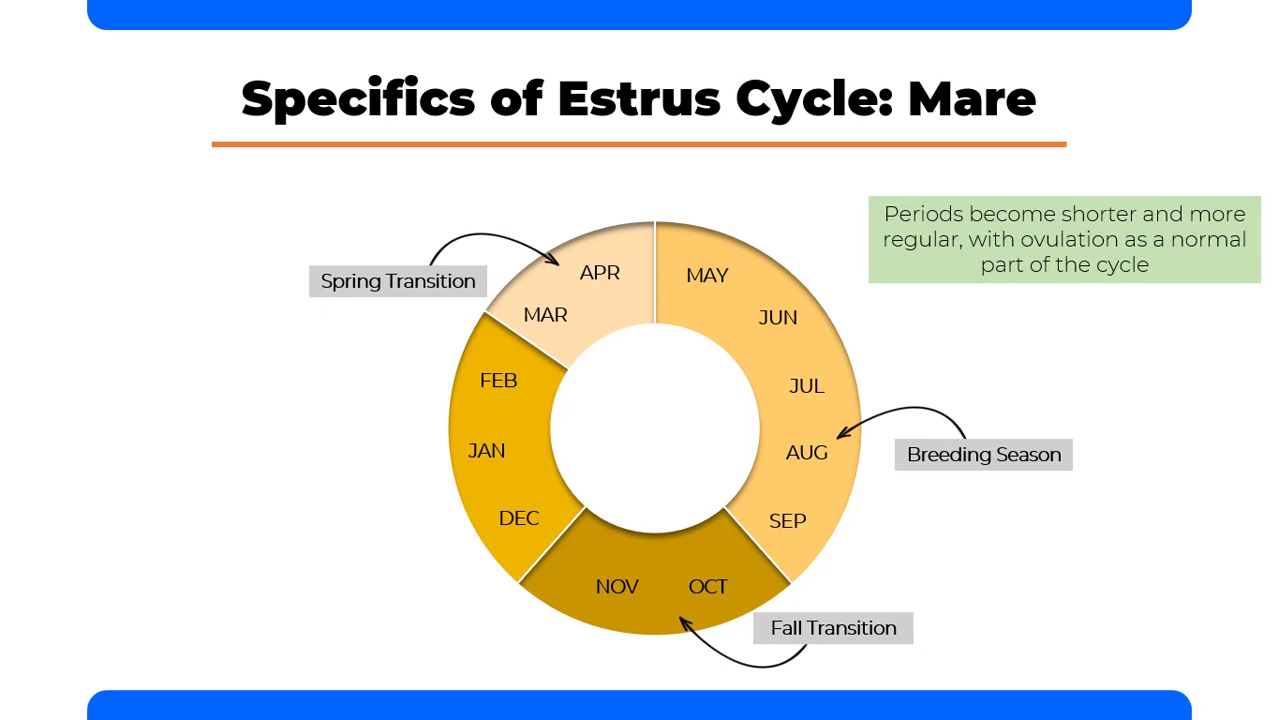 Specifics of Estrus Cycle: Mare
Periods become shorter and more
regular, with ovulation as a normal
part of the cycle
Spring Transition
APR
MAY
MAR
JUN
FEB
JUL
JAN
AUG
Breeding Season
DEC
SEP
NOV
OCT
Fall Transition